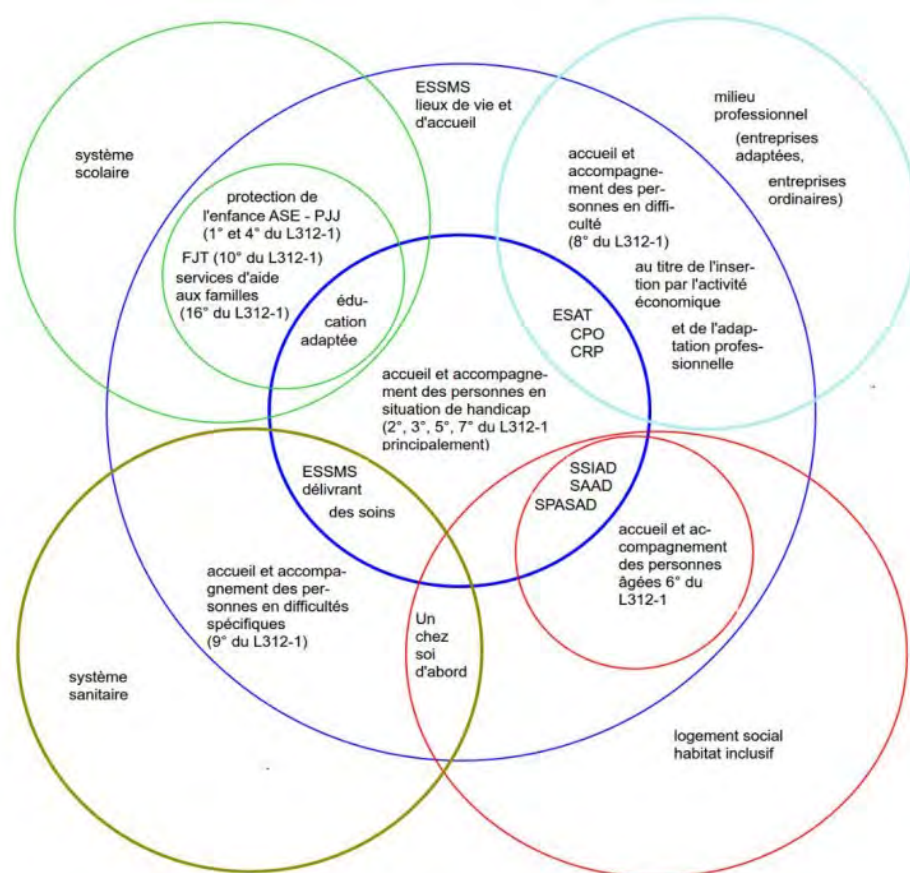 ESSMS
lieux de vie et
d'accueil
système
scolaire
protection de
l'enfance ASE - PJJ
(1° et 4° du L312-1)
FJT (10° du L312-1)
services d'aide
aux familles
(16° du L312-1)
édu-
cation
adaptée
milieu
professionnel
(entreprises
adaptées,
entreprises
ordinaires)
accueil et
accompagne-
ment des per-
sonnes en diffi-
culté
(8° du L312-1)
au titre de l'inser-
tion par l'activité
économique
et de l'adap-
tation profes-
sionnelle
ESAT
CPO
CRP
accueil et accompagne-
ment des personnes en
situation de handicap
(2°, 3°, 5°, 7° du L312-1
principalement)
ESSMS
délivrant
des soins
SSIAD
SAAD
SPASAD
accueil et ac-
compagnement
des personnes
âgées 6° du
L312-1
accueil et accompa-
gnement des per-
sonnes en difficultés
spécifiques
(9° du L312-1)
Un
chez
soi
d'abord
système
sanitaire
logement social
habitat inclusif